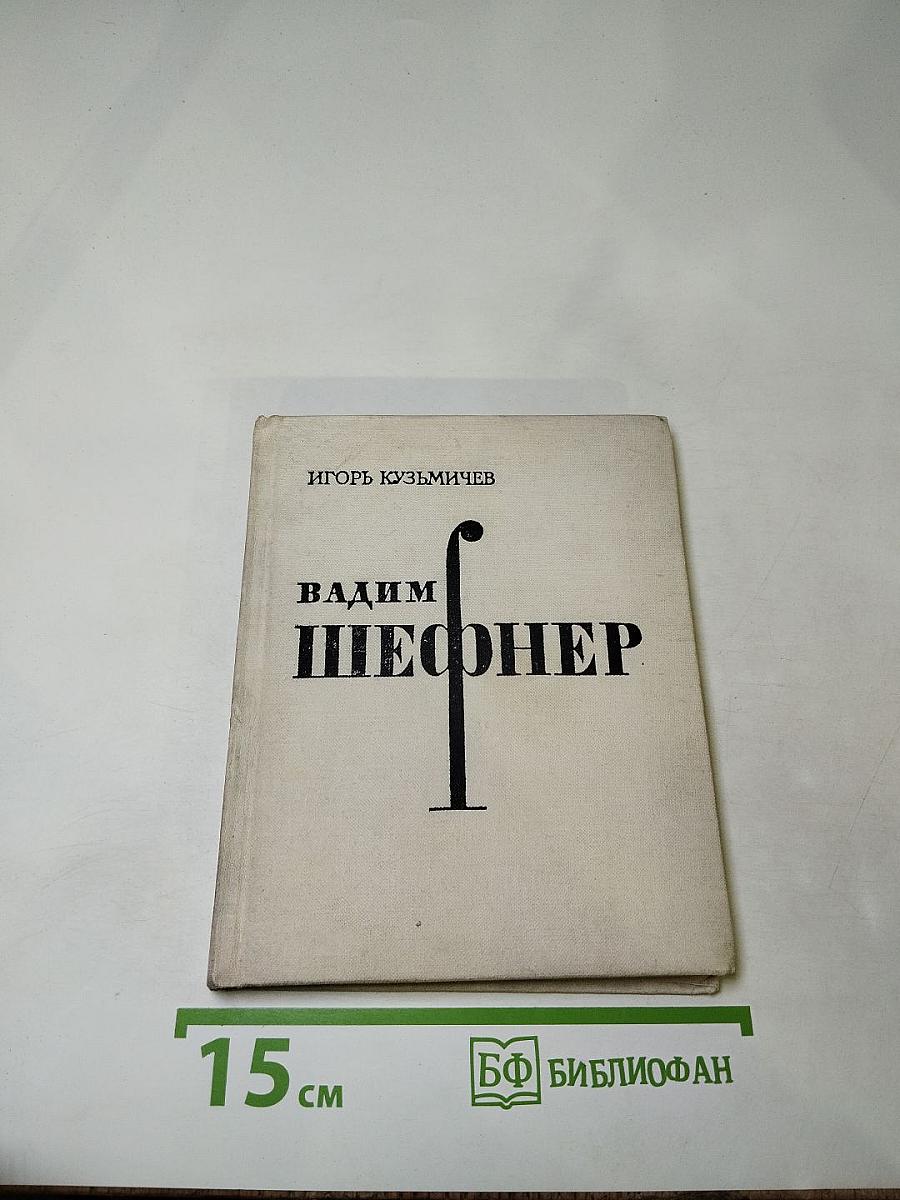 ИГОРЬ КУЗЬМИЧЕВ
ВАДИМ
ШЕФНЕР
15 см
БФ БИБЛИОФАН